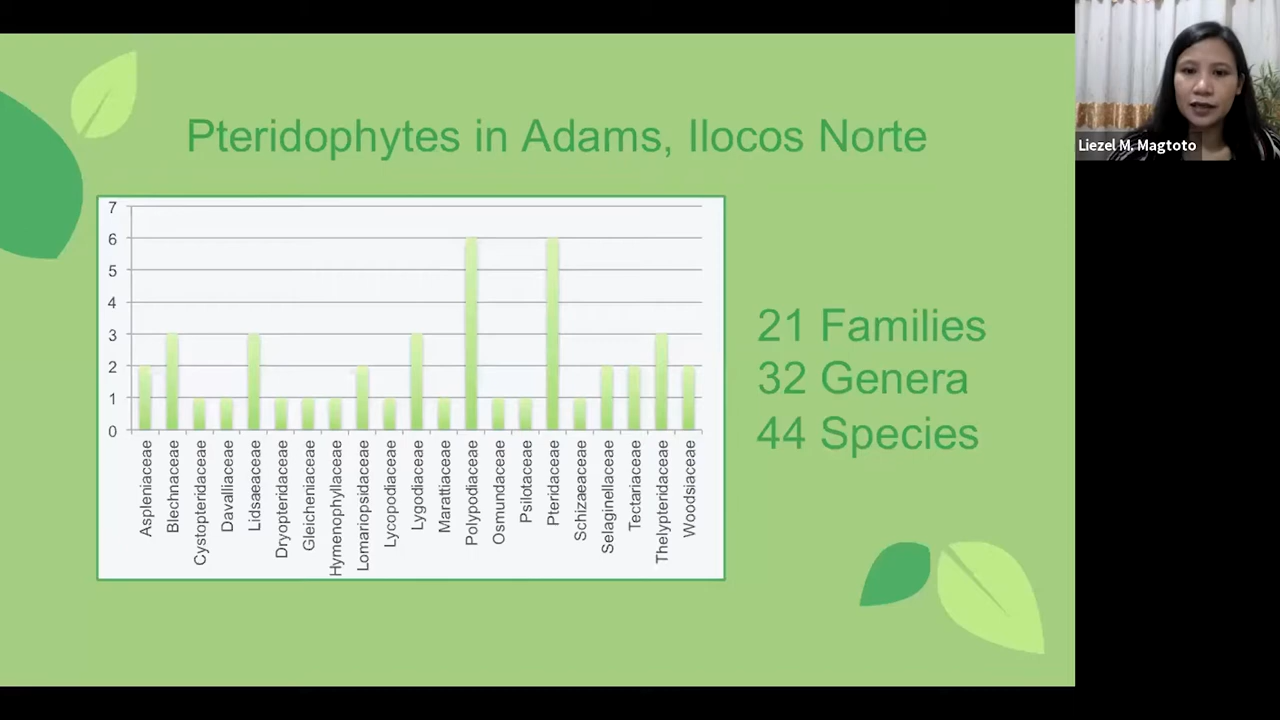 Pteridophytes in Adams, Ilocos Norte
Liezel M. Magtoto
7
6
5
4
3
2
1
0
Aspleniaceae
Blechnaceae
Cystopteridaceae
Davalliaceae
Lidsaeaceae
Dryopteridaceae
Gleicheniaceae
Hymenophyllaceae
Lomariopsidaceae
Lycopodiaceae
Lygodiaceae
Marattiaceae
Polypodiaceae
Osmundaceae
Psilotaceae
Pteridaceae
Schizaeaceae
Selaginellaceae
Tectariaceae
Thelypteridaceae
Woodsiaceae
21 Families
32 Genera
44 Species